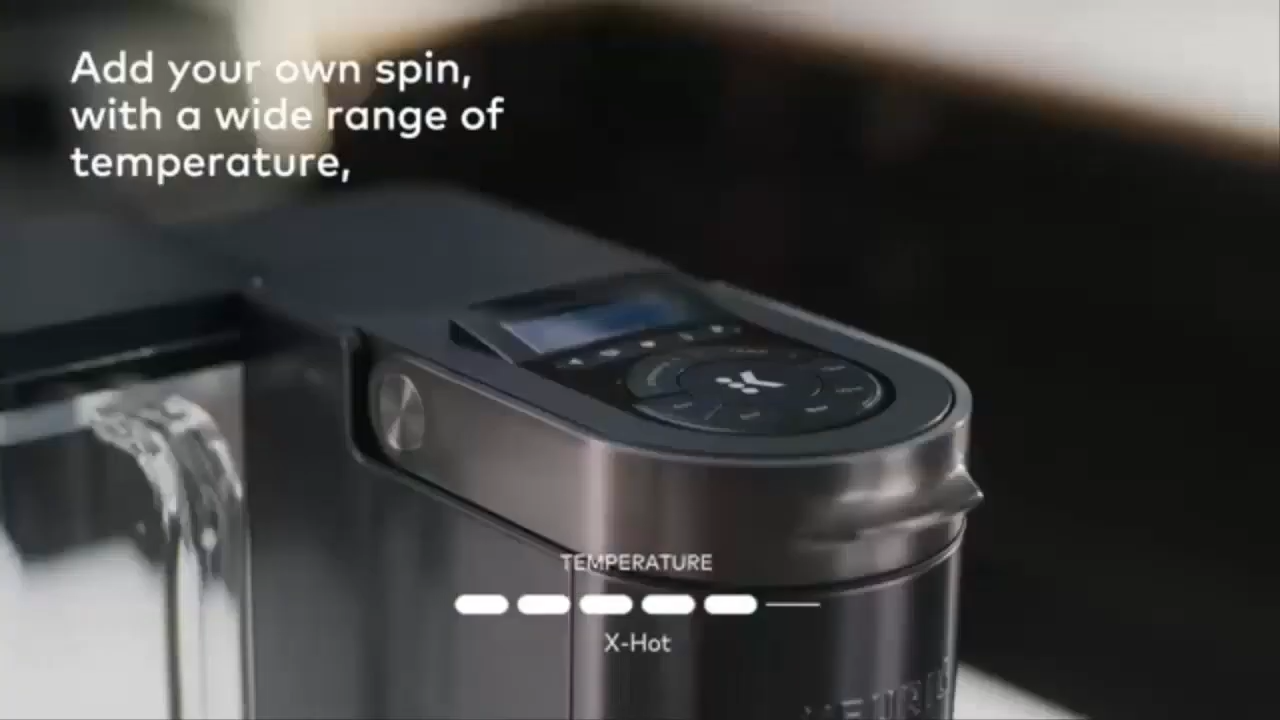 Add your own spin,
with a wide range of
temperature,
TEMPERATURE
X-Hot